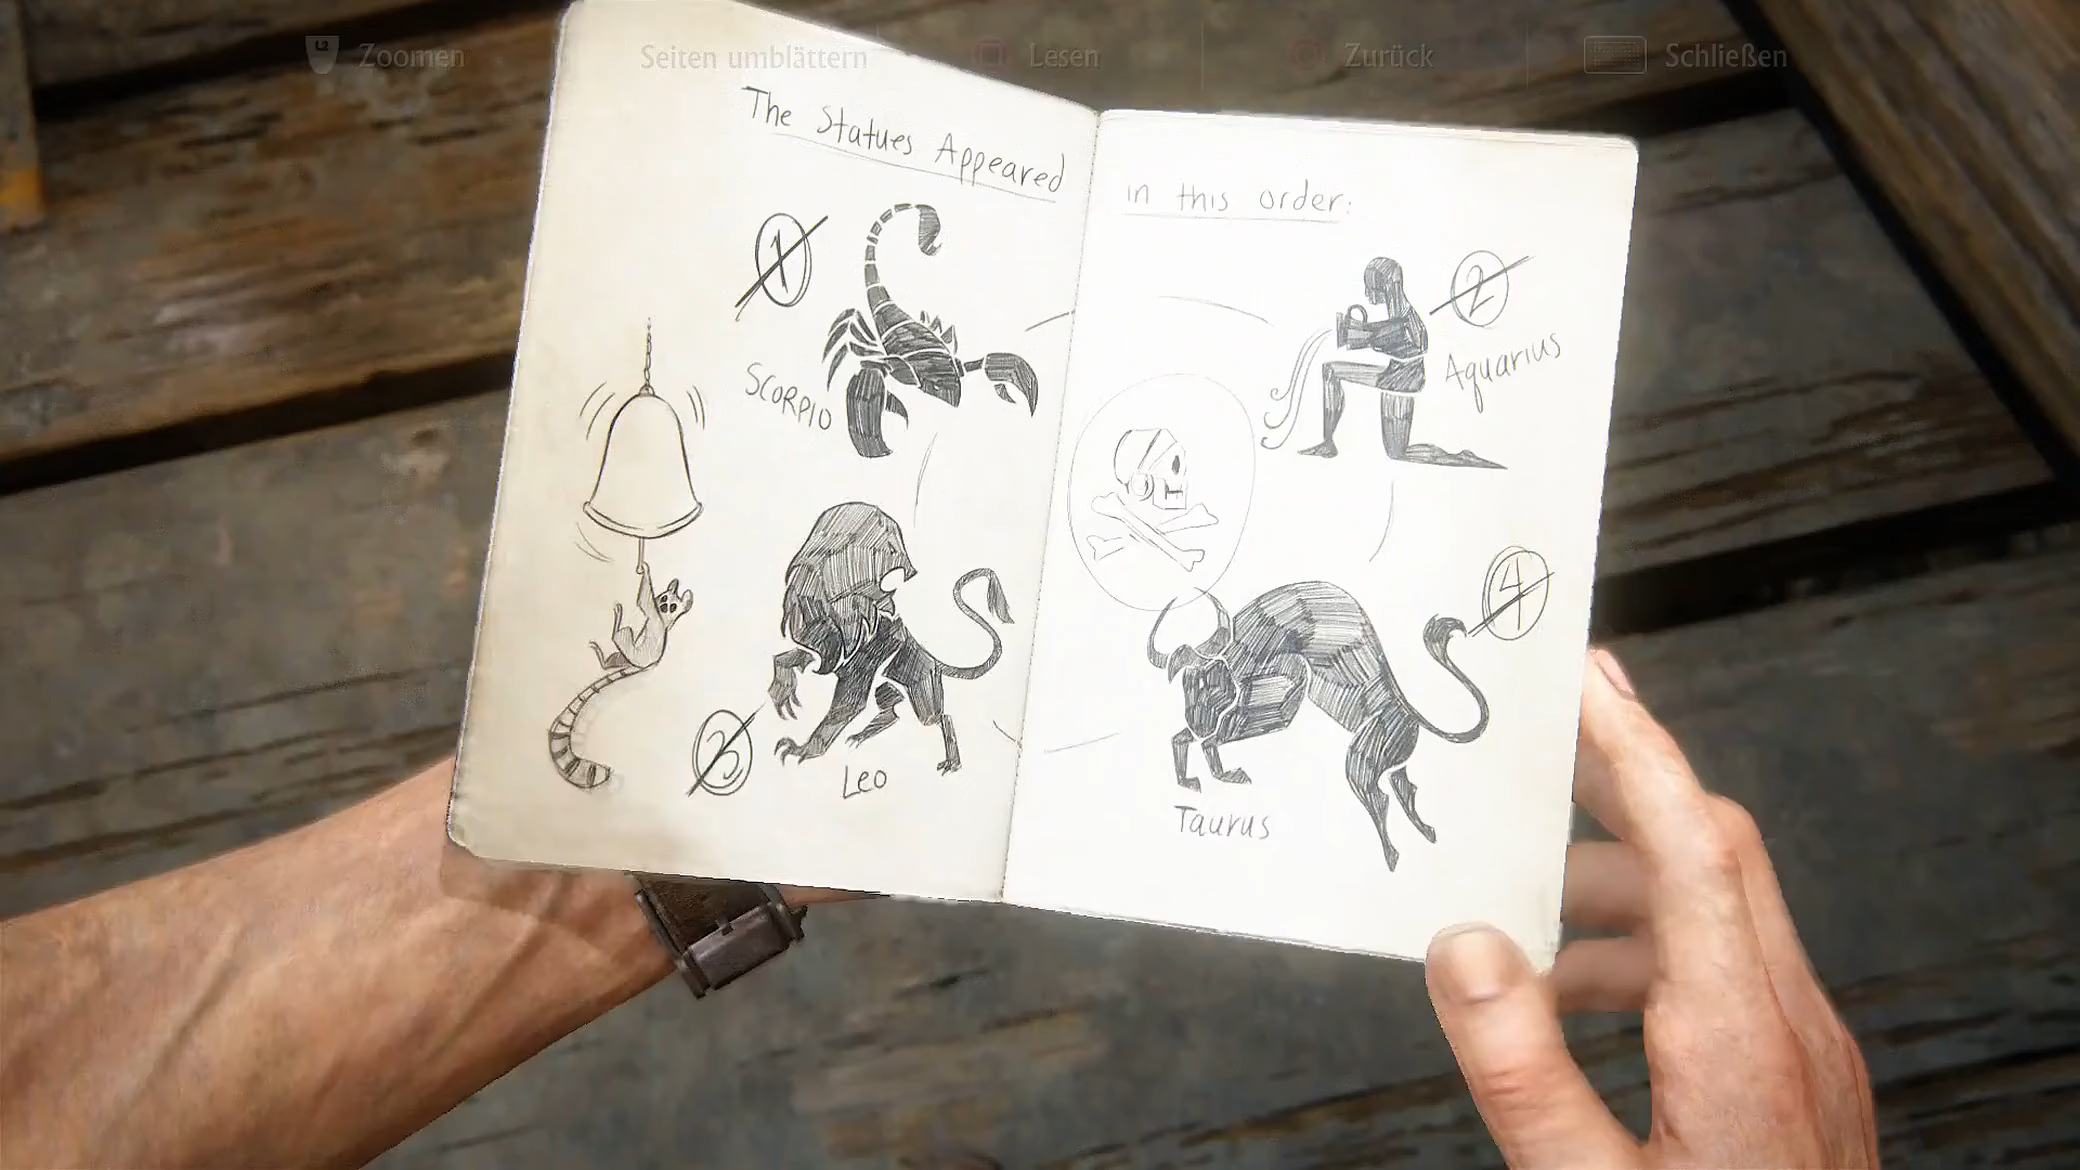 L2 Zoomen Seiten umblättern Lesen Zurück Schließen
The Statues Appeared
in this order:
1
Scorpio
2
Aquarius
3
Leo
4
Taurus